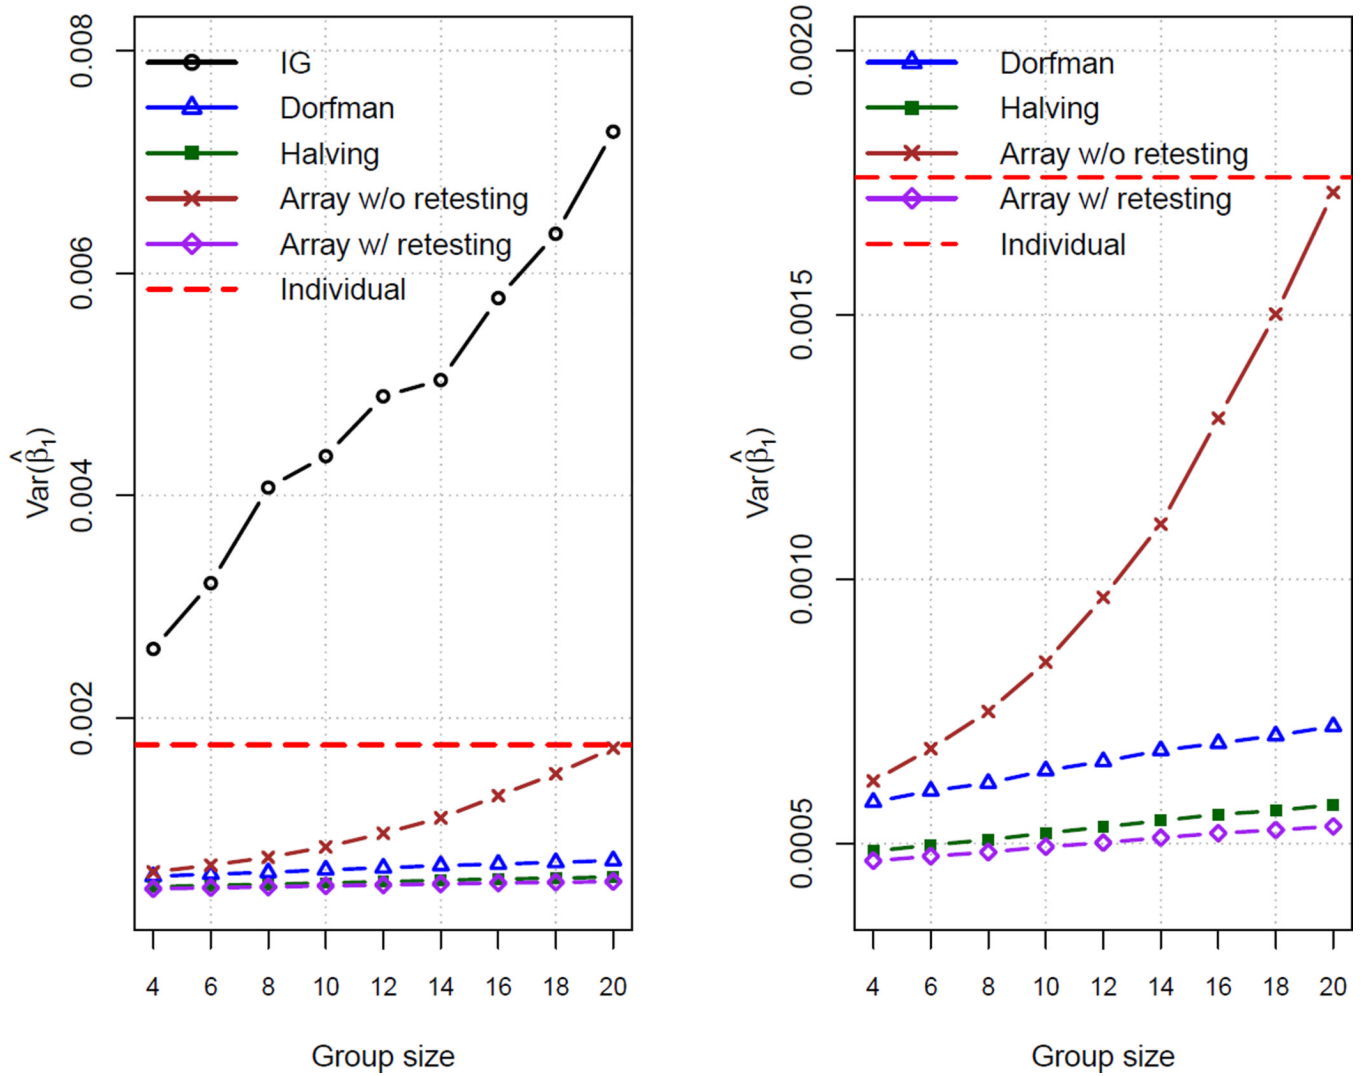 0.008
0.006
0.004
0.002
Var(β̂₁)
IG
Dorfman
Halving
Array w/o retesting
Array w/ retesting
Individual
4 6 8 10 12 14 16 18 20
Group size
0.0020
0.0015
0.0010
0.0005
Var(β̂₁)
Dorfman
Halving
Array w/o retesting
Array w/ retesting
Individual
4 6 8 10 12 14 16 18 20
Group size